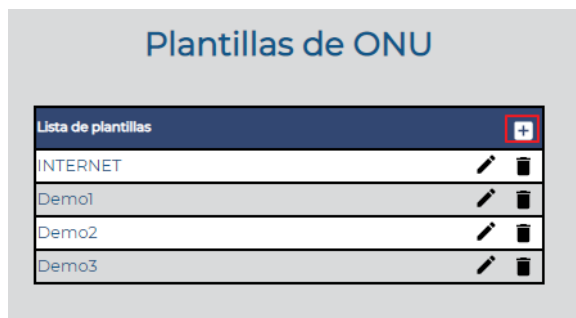 Plantillas de ONU
Lista de plantillas
INTERNET
Demo1
Demo2
Demo3